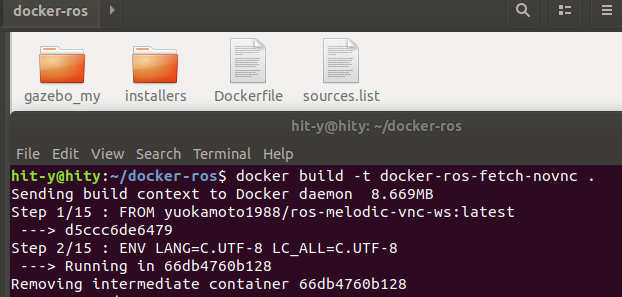 docker-ros
gazebo_my
installers
Dockerfile
sources.list
hit-y@hity: ~/docker-ros
File Edit View Search Terminal Help
hit-y@hity:~/docker-ros$ docker build -t docker-ros-fetch-novnc .
Sending build context to Docker daemon  8.669MB
Step 1/15 : FROM yuokamoto1988/ros-melodic-vnc-ws:latest
 ---> d5ccc6de6479
Step 2/15 : ENV LANG=C.UTF-8 LC_ALL=C.UTF-8
 ---> Running in 66db4760b128
Removing intermediate container 66db4760b128